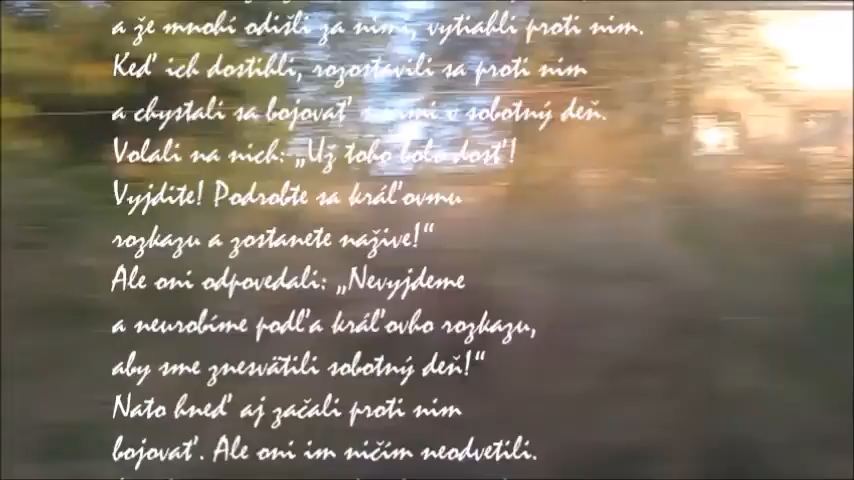 a že mnohí odišli za nimi, vytiahli proti nim.
Keď ich dostihli, rozostavili sa proti nim
a chystali sa bojovať s nimi v sobotný deň.
Volali na nich: „Už toho bolo dosť!
Vyjdite! Podrobte sa kráľovmu
rozkazu a zostanete nažive!“
Ale oni odpovedali: „Nevyjdeme
a neurobíme podľa kráľovho rozkazu,
aby sme znesvätili sobotný deň!“
Nato hneď aj začali proti nim
bojovať. Ale oni im ničím neodvetili.